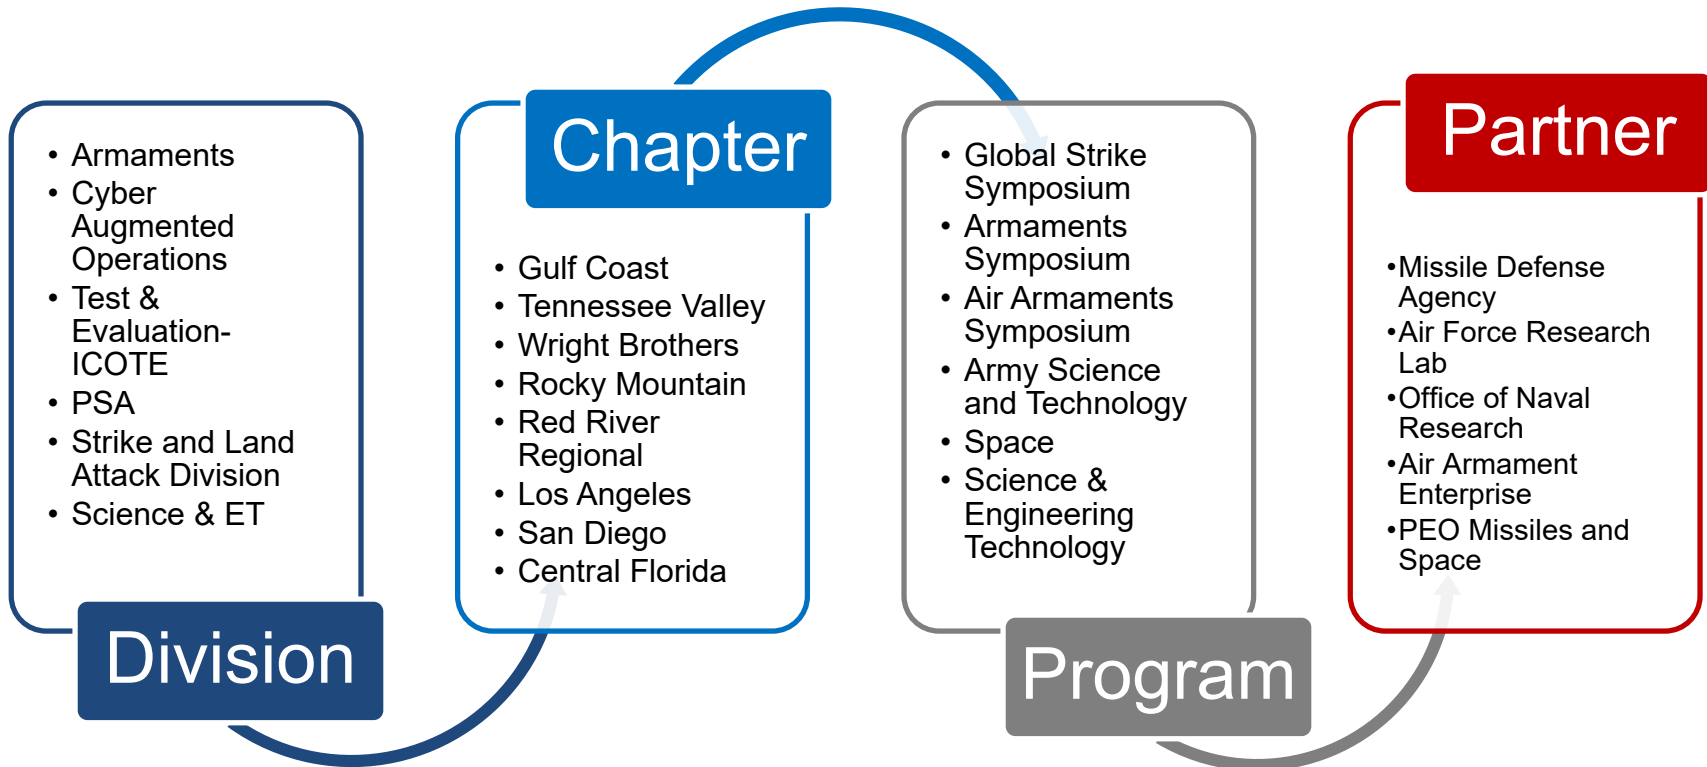 • Armaments
• Cyber
Augmented
Operations
• Test &
Evaluation-
ICOTE
• PSA
• Strike and Land
Attack Division
• Science & ET
Division
Chapter
• Gulf Coast
• Tennessee Valley
• Wright Brothers
• Rocky Mountain
• Red River
Regional
• Los Angeles
• San Diego
• Central Florida
• Global Strike
Symposium
• Armaments
Symposium
• Air Armaments
Symposium
• Army Science
and Technology
• Space
• Science &
Engineering
Technology
Program
Partner
•Missile Defense
Agency
•Air Force Research
Lab
•Office of Naval
Research
•Air Armament
Enterprise
•PEO Missiles and
Space